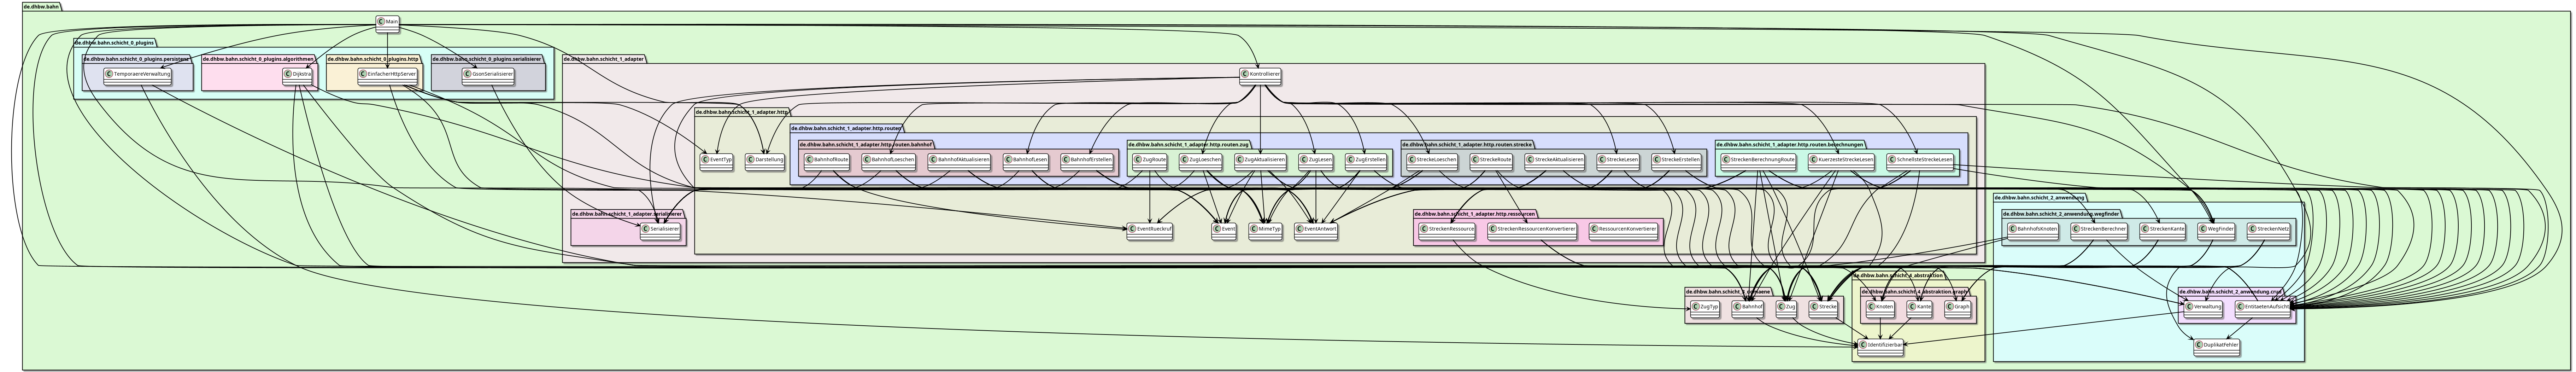 de.dhbw.bahn
Main
de.dhbw.bahn.schicht_0_plugins
de.dhbw.bahn.schicht_0_plugins.persistenz
TemporaereVerwaltung
de.dhbw.bahn.schicht_0_plugins.algorithmen
Dijkstra
de.dhbw.bahn.schicht_0_plugins.http
EinfacherHttpServer
de.dhbw.bahn.schicht_0_plugins.serialisierer
GsonSerialisierer
de.dhbw.bahn.schicht_1_adapter
Kontrollierer
de.dhbw.bahn.schicht_1_adapter.http
EventTyp
Darstellung
de.dhbw.bahn.schicht_1_adapter.http.routen
de.dhbw.bahn.schicht_1_adapter.http.routen.bahnhof
BahnhofRoute
BahnhofLoeschen
BahnhofAktualisieren
BahnhofLesen
BahnhofErstellen
de.dhbw.bahn.schicht_1_adapter.http.routen.zug
ZugRoute
ZugLoeschen
ZugAktualisieren
ZugLesen
ZugErstellen
de.dhbw.bahn.schicht_1_adapter.http.routen.strecke
StreckeLoeschen
StreckeRoute
StreckeAktualisieren
StreckeLesen
StreckeErstellen
de.dhbw.bahn.schicht_1_adapter.http.routen.berechnungen
StreckenBerechnungRoute
KuerzesteStreckeLesen
SchnellsteStreckeLesen
de.dhbw.bahn.schicht_1_adapter.serialisierer
Serialisierer
EventRueckruf
Event
MimeTyp
EventAntwort
de.dhbw.bahn.schicht_1_adapter.http.ressourcen
StreckenRessource
StreckenRessourcenKonvertierer
RessourcenKonvertierer
de.dhbw.bahn.schicht_2_anwendung
de.dhbw.bahn.schicht_2_anwendung.wegfinder
BahnhofsKnoten
StreckenBerechner
StreckenKante
WegFinder
StreckenNetz
ZugTyp
Bahnhof
Zug
Strecke
de.dhbw.bahn.schicht_4_abstraktion
de.dhbw.bahn.schicht_4_abstraktion.graph
Knoten
Kante
Graph
Identifizierbar
de.dhbw.bahn.schicht_2_anwendung.crud
Verwaltung
EntitaetenAufsicht
DuplikatFehler